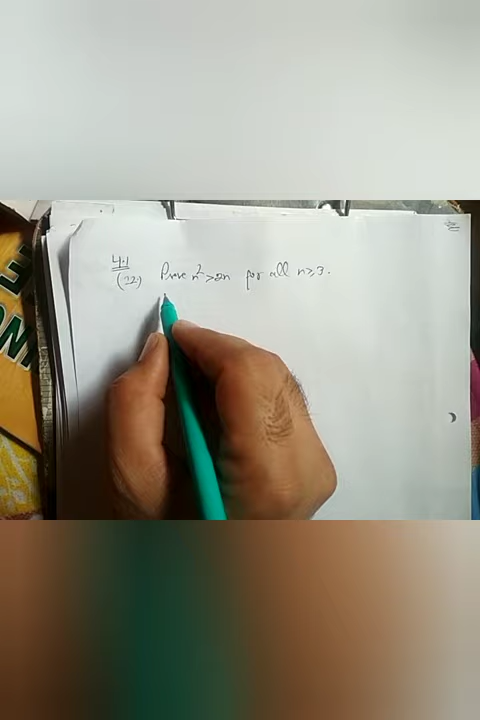 4.1
(22.) Prove n² > 2n for all n ≥ 3.